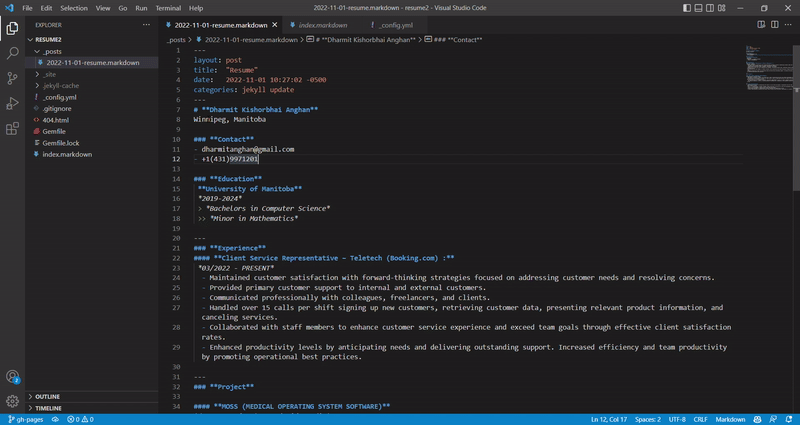 File Edit Selection View Go Run Terminal Help 2022-11-01-resume.markdown - resume2 - Visual Studio Code
EXPLORER
RESUME2
_posts
2022-11-01-resume.markdown
_site
.jekyll-cache
_config.yml
.gitignore
404.html
Gemfile
Gemfile.lock
index.markdown
OUTLINE
TIMELINE
2022-11-01-resume.markdown index.markdown _config.yml
_posts > 2022-11-01-resume.markdown > # **Dharmit Kishorbhai Anghan** > ### **Contact**
1 ---
2 layout: post
3 title: "Resume"
4 date: 2022-11-01 10:27:02 -0500
5 categories: jekyll update
6 ---
7 # **Dharmit Kishorbhai Anghan**
8 Winnipeg, Manitoba
9
10 ### **Contact**
11 - dharmitanghan@gmail.com
12 - +1(431)9971201
13
14 ### **Education**
15 **University of Manitoba**
16 *2019-2024*
17 > *Bachelors in Computer Science*
18 >> *Minor in Mathematics*
19
20 ---
21 ### **Experience**
22 #### **Client Service Representative – Teletech (Booking.com) :**
23 *03/2022 - PRESENT*
24 - Maintained customer satisfaction with forward-thinking strategies focused on addressing customer needs and resolving concerns.
25 - Provided primary customer support to internal and external customers.
26 - Communicated professionally with colleagues, freelancers, and clients.
27 - Handled over 15 calls per shift signing up new customers, retrieving customer data, presenting relevant product information, and
canceling services.
28 - Collaborated with staff members to enhance customer service experience and exceed team goals through effective client satisfaction
rates.
29 - Enhanced productivity levels by anticipating needs and delivering outstanding support. Increased efficiency and team productivity
by promoting operational best practices.
30
31 ---
32 ### **Project**
33
34 #### **MOSS (MEDICAL OPERATING SYSTEM SOFTWARE)**
2
gh-pages 0 0 Ln 12, Col 17 Spaces: 2 UTF-8 CRLF Markdown